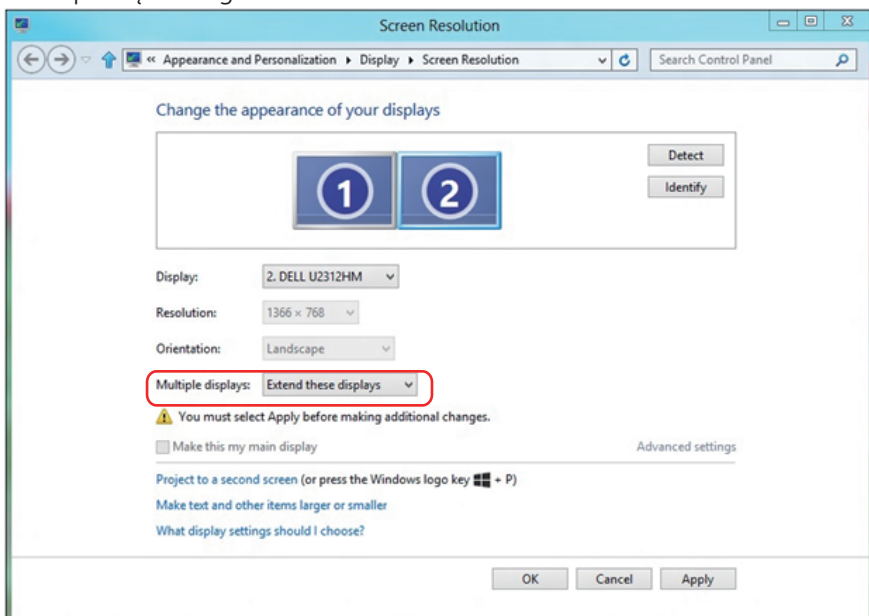 Screen Resolution
« Appearance and Personalization ▸ Display ▸ Screen Resolution
Search Control Panel
Change the appearance of your displays
1 2
Detect
Identify
Display: 2. DELL U2312HM
Resolution: 1366 × 768
Orientation: Landscape
Multiple displays: Extend these displays
You must select Apply before making additional changes.
Make this my main display Advanced settings
Project to a second screen (or press the Windows logo key + P)
Make text and other items larger or smaller
What display settings should I choose?
OK Cancel Apply